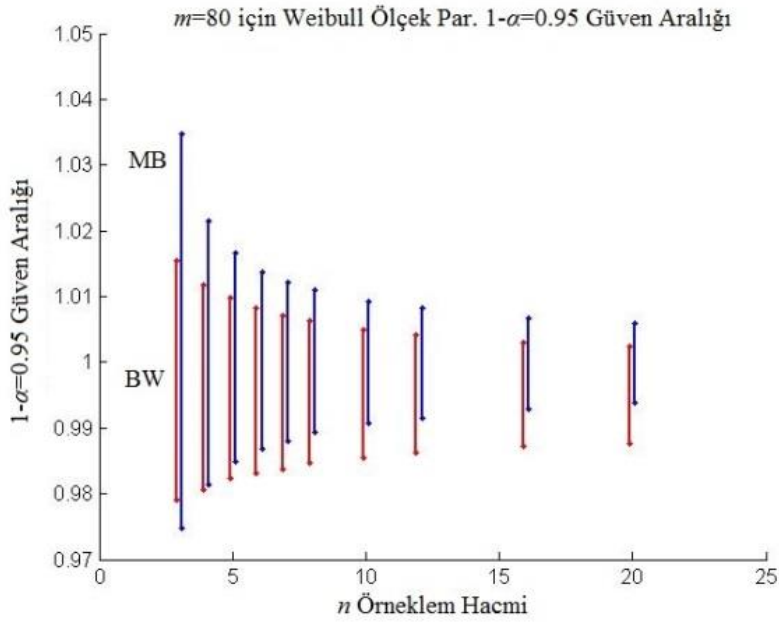 m=80 için Weibull Ölçek Par. 1-α=0.95 Güven Aralığı
1.05
1.04
1.03
1.02
1.01
1
0.99
0.98
0.97
MB
BW
1-α=0.95 Güven Aralığı
0 5 10 15 20 25
n Örneklem Hacmi